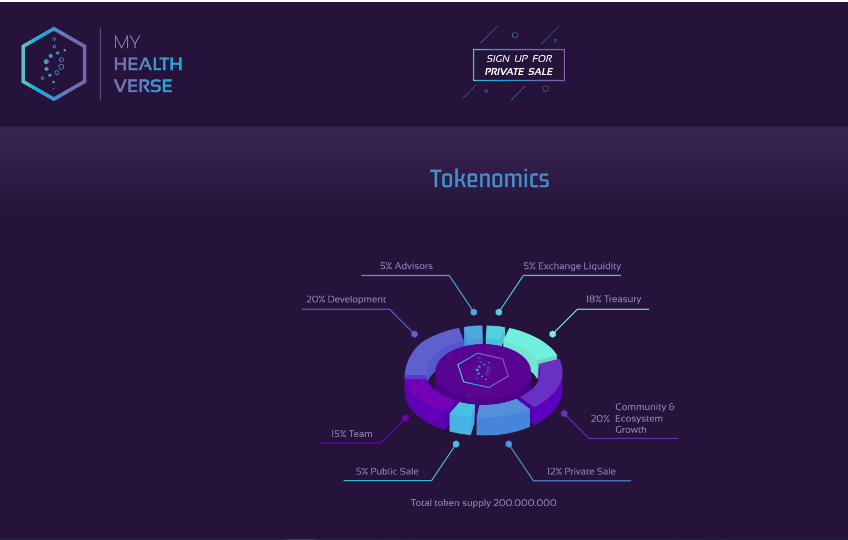 MY
HEALTH
VERSE
SIGN UP FOR
PRIVATE SALE
Tokenomics
5% Advisors
5% Exchange Liquidity
20% Development
18% Treasury
Community &
20% Ecosystem
Growth
15% Team
5% Public Sale
12% Private Sale
Total token supply 200.000.000